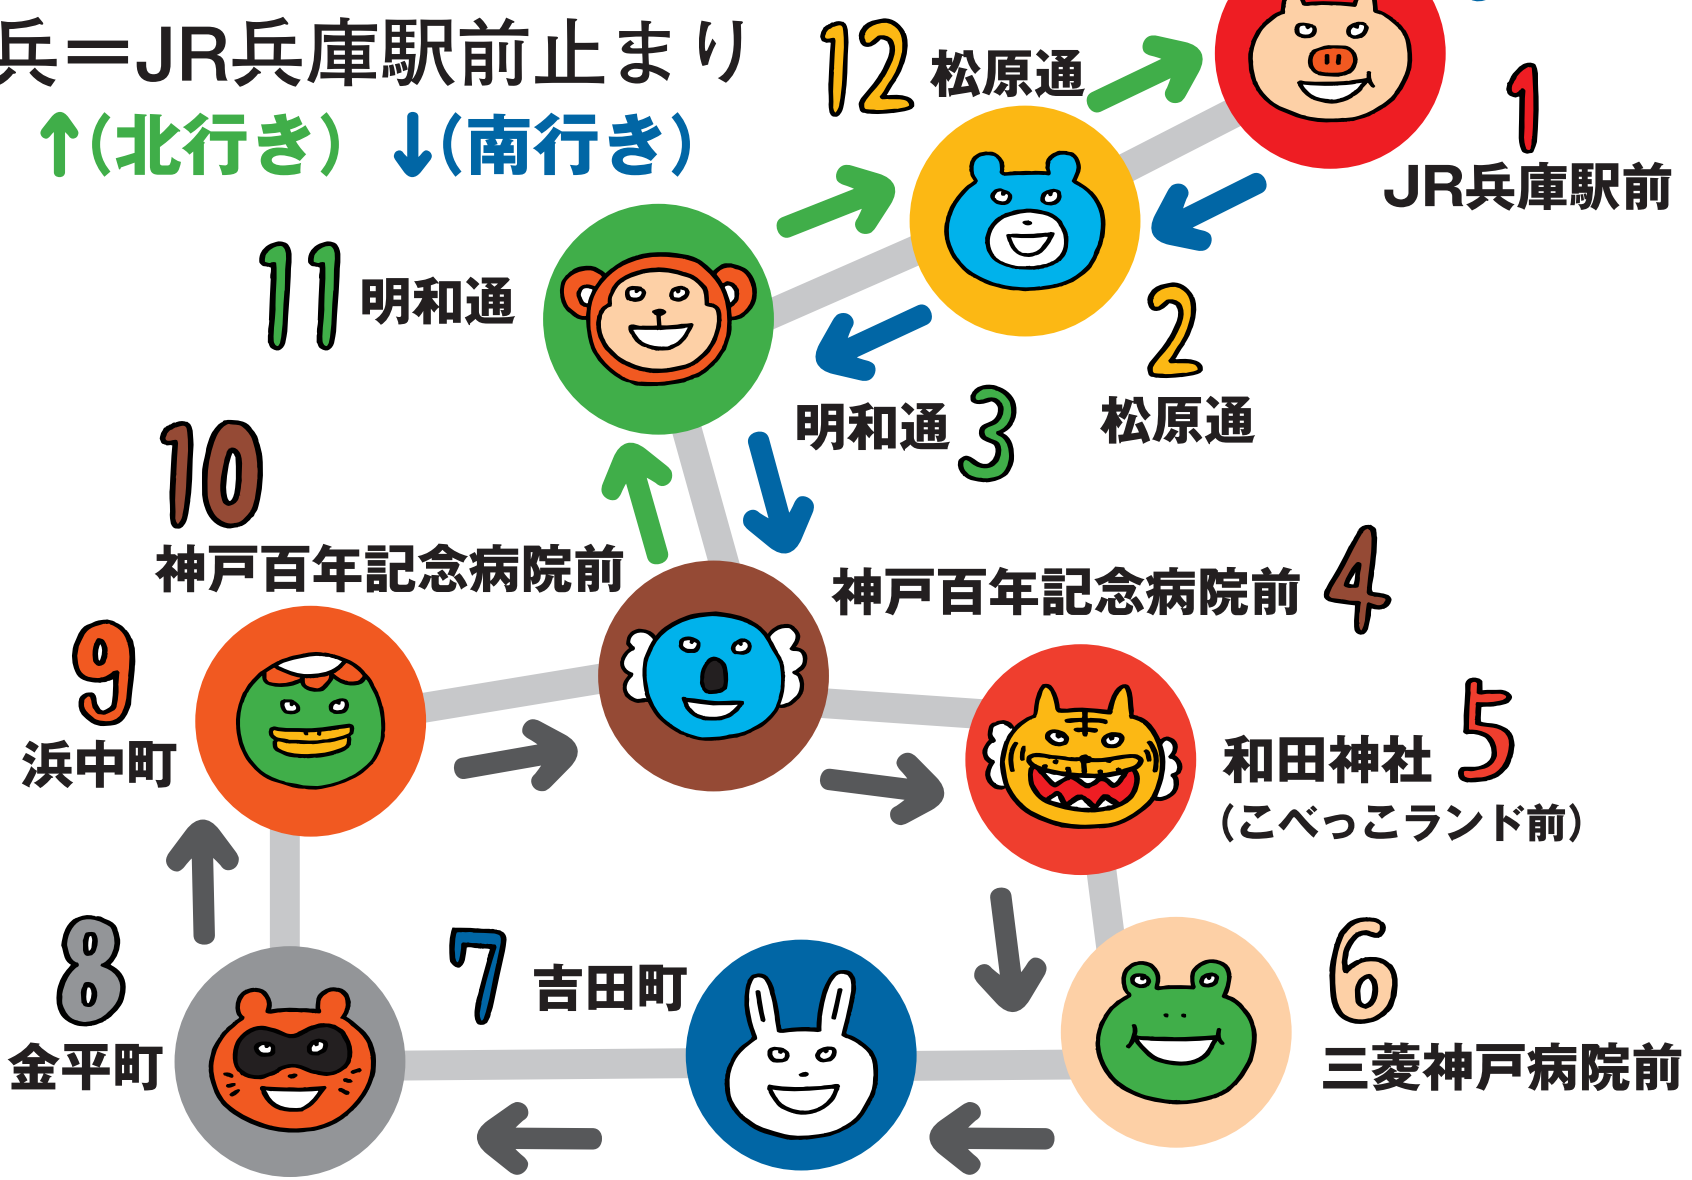 兵＝JR兵庫駅前止まり
↑(北行き) ↓(南行き)
12 松原通
1
JR兵庫駅前
11 明和通
2
松原通
明和通 3
10
神戸百年記念病院前
神戸百年記念病院前 4
9
浜中町
和田神社 5
(こべっこランド前)
8
金平町
7 吉田町
6
三菱神戸病院前